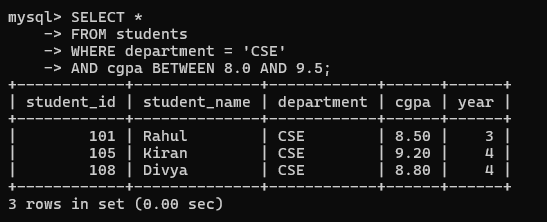 mysql> SELECT *
    -> FROM students
    -> WHERE department = 'CSE'
    -> AND cgpa BETWEEN 8.0 AND 9.5;
+------------+--------------+------------+------+------+
| student_id | student_name | department | cgpa | year |
+------------+--------------+------------+------+------+
|        101 | Rahul        | CSE        | 8.50 |    3 |
|        105 | Kiran        | CSE        | 9.20 |    4 |
|        108 | Divya        | CSE        | 8.80 |    4 |
+------------+--------------+------------+------+------+
3 rows in set (0.00 sec)